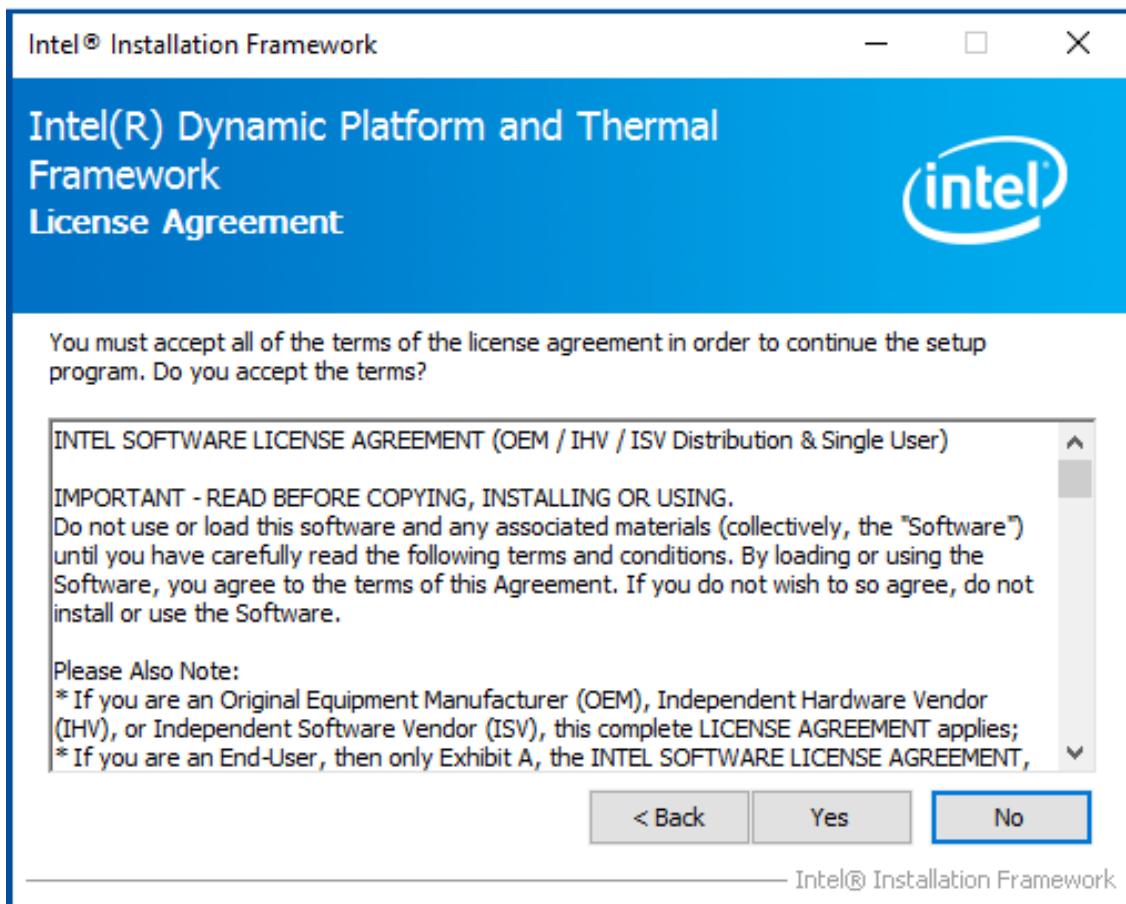 Intel® Installation Framework
Intel(R) Dynamic Platform and Thermal
Framework
License Agreement
intel
You must accept all of the terms of the license agreement in order to continue the setup
program. Do you accept the terms?
INTEL SOFTWARE LICENSE AGREEMENT (OEM / IHV / ISV Distribution & Single User)
IMPORTANT - READ BEFORE COPYING, INSTALLING OR USING.
Do not use or load this software and any associated materials (collectively, the "Software")
until you have carefully read the following terms and conditions. By loading or using the
Software, you agree to the terms of this Agreement. If you do not wish to so agree, do not
install or use the Software.
Please Also Note:
* If you are an Original Equipment Manufacturer (OEM), Independent Hardware Vendor
(IHV), or Independent Software Vendor (ISV), this complete LICENSE AGREEMENT applies;
* If you are an End-User, then only Exhibit A, the INTEL SOFTWARE LICENSE AGREEMENT,
< Back Yes No
Intel® Installation Framework